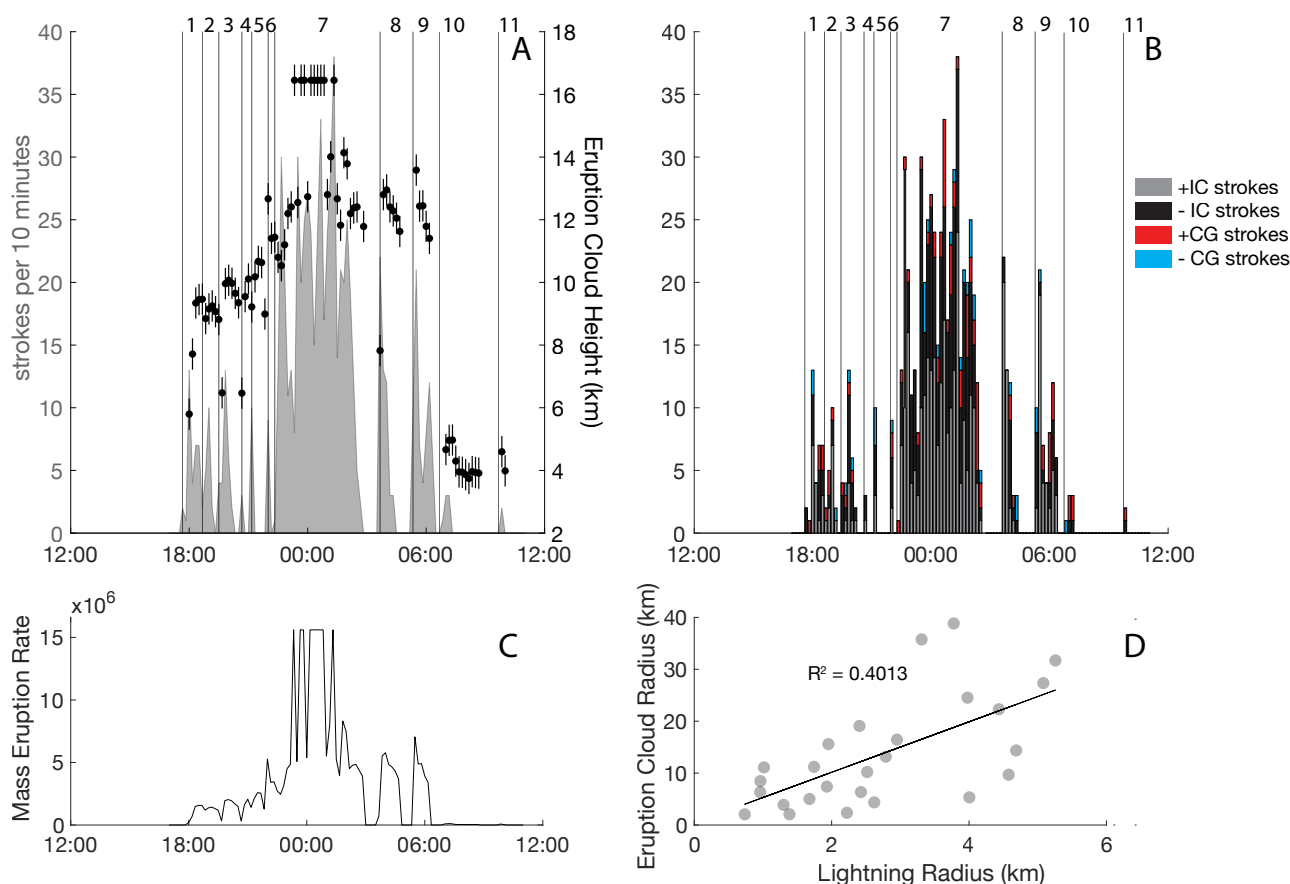 1 2 3 4 5 6 7 8 9 10 11
A
40 35 30 25 20 15 10 5 0
strokes per 10 minutes
18 16 14 12 10 8 6 4 2
Eruption Cloud Height (km)
12:00 18:00 00:00 06:00 12:00
1 2 3 4 5 6 7 8 9 10 11
B
40 35 30 25 20 15 10 5 0
12:00 18:00 00:00 06:00 12:00
+IC strokes
- IC strokes
+CG strokes
- CG strokes
x10⁶
C
15 10 5 0
Mass Eruption Rate
12:00 18:00 00:00 06:00 12:00
D
40 30 20 10 0
Eruption Cloud Radius (km)
R² = 0.4013
0 2 4 6
Lightning Radius (km)